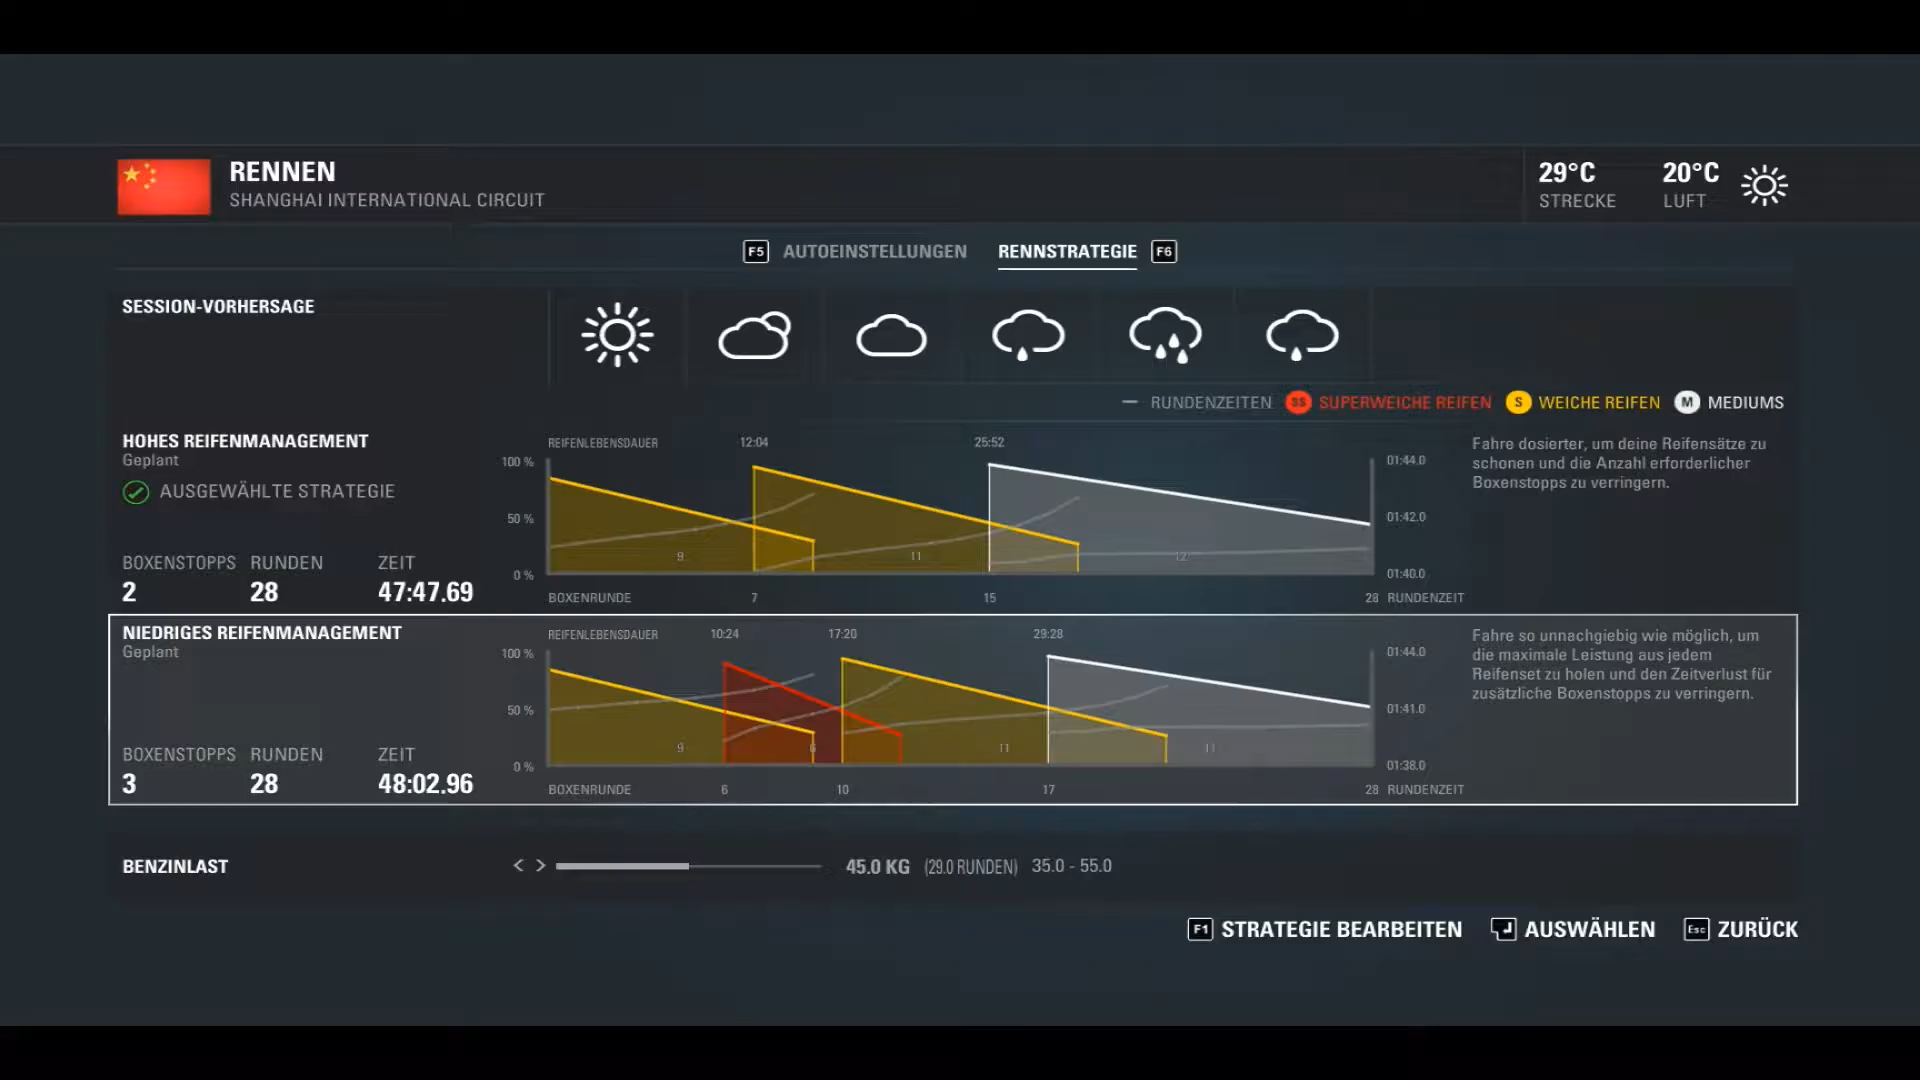 RENNEN
SHANGHAI INTERNATIONAL CIRCUIT
29°C
STRECKE
20°C
LUFT
F5 AUTOEINSTELLUNGEN RENNSTRATEGIE F6
SESSION-VORHERSAGE
RUNDENZEITEN SS SUPERWEICHE REIFEN S WEICHE REIFEN M MEDIUMS
HOHES REIFENMANAGEMENT
Geplant
AUSGEWÄHLTE STRATEGIE
BOXENSTOPPS RUNDEN ZEIT
2 28 47:47.69
REIFENLEBENSDAUER 12:04 25:52
100 % 01:44.0
50 % 01:42.0
9 11 12
0 % 01:40.0
BOXENRUNDE 7 15 28 RUNDENZEIT
Fahre dosierter, um deine Reifensätze zu
schonen und die Anzahl erforderlicher
Boxenstopps zu verringern.
NIEDRIGES REIFENMANAGEMENT
Geplant
BOXENSTOPPS RUNDEN ZEIT
3 28 48:02.96
REIFENLEBENSDAUER 10:24 17:20 29:28
100 % 01:44.0
50 % 01:41.0
9 6 11 11
0 % 01:38.0
BOXENRUNDE 6 10 17 28 RUNDENZEIT
Fahre so unnachgiebig wie möglich, um
die maximale Leistung aus jedem
Reifenset zu holen und den Zeitverlust für
zusätzliche Boxenstopps zu verringern.
BENZINLAST < > 45.0 KG (29.0 RUNDEN) 35.0 - 55.0
F1 STRATEGIE BEARBEITEN AUSWÄHLEN Esc ZURÜCK